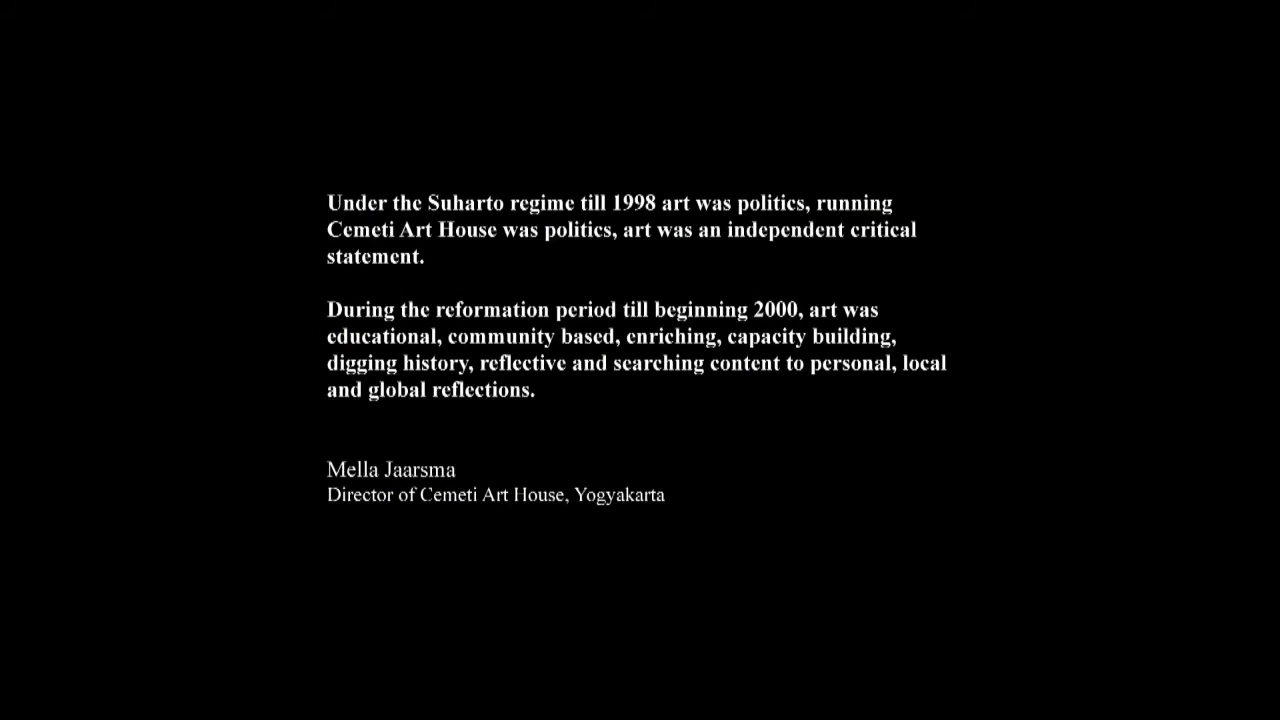 Under the Suharto regime till 1998 art was politics, running
Cemeti Art House was politics, art was an independent critical
statement.
During the reformation period till beginning 2000, art was
educational, community based, enriching, capacity building,
digging history, reflective and searching content to personal, local
and global reflections.
Mella Jaarsma
Director of Cemeti Art House, Yogyakarta